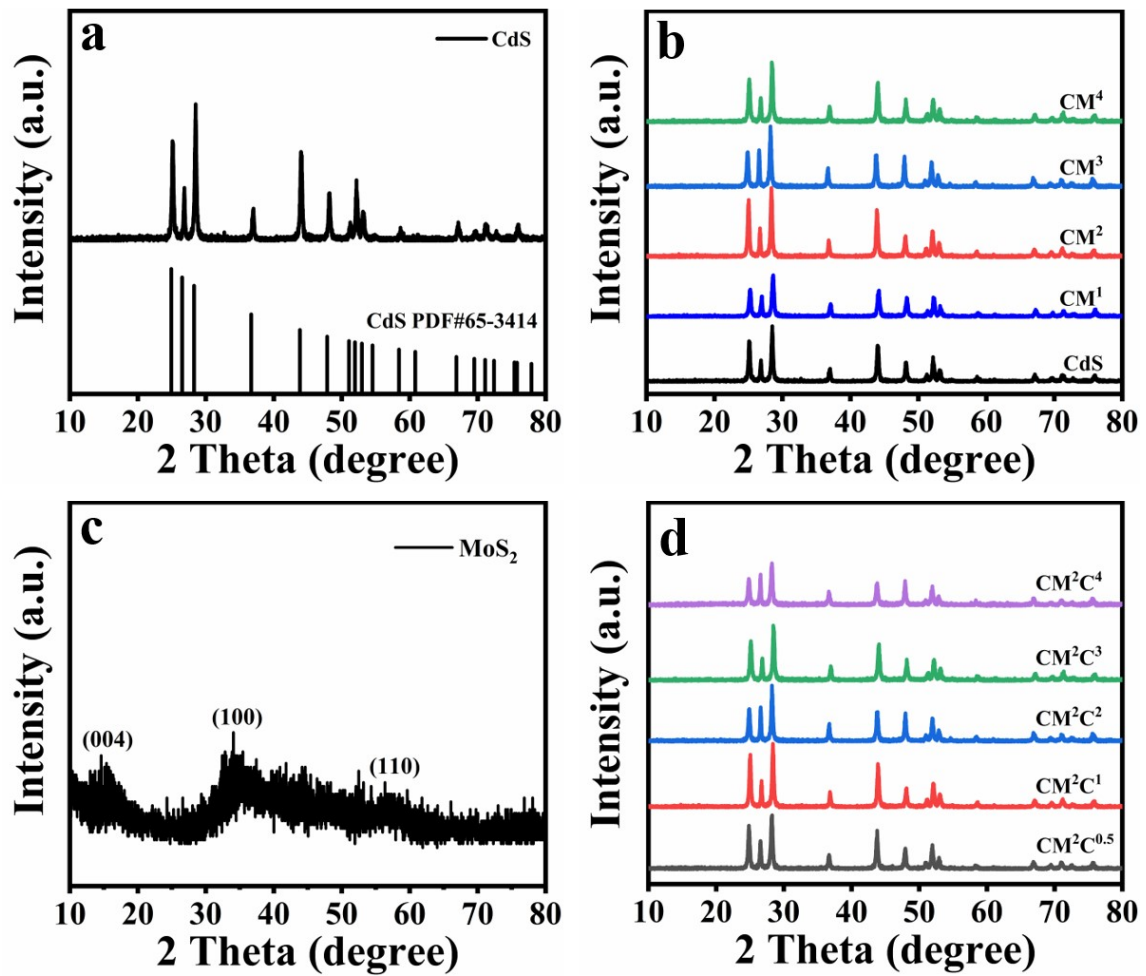 a
CdS
Intensity (a.u.)
CdS PDF#65-3414
10 20 30 40 50 60 70 80
2 Theta (degree)
b
CM⁴
CM³
CM²
CM¹
CdS
Intensity (a.u.)
10 20 30 40 50 60 70 80
2 Theta (degree)
c
MoS₂
(004)
(100)
(110)
Intensity (a.u.)
10 20 30 40 50 60 70 80
2 Theta (degree)
d
CM²C⁴
CM²C³
CM²C²
CM²C¹
CM²C⁰·⁵
Intensity (a.u.)
10 20 30 40 50 60 70 80
2 Theta (degree)